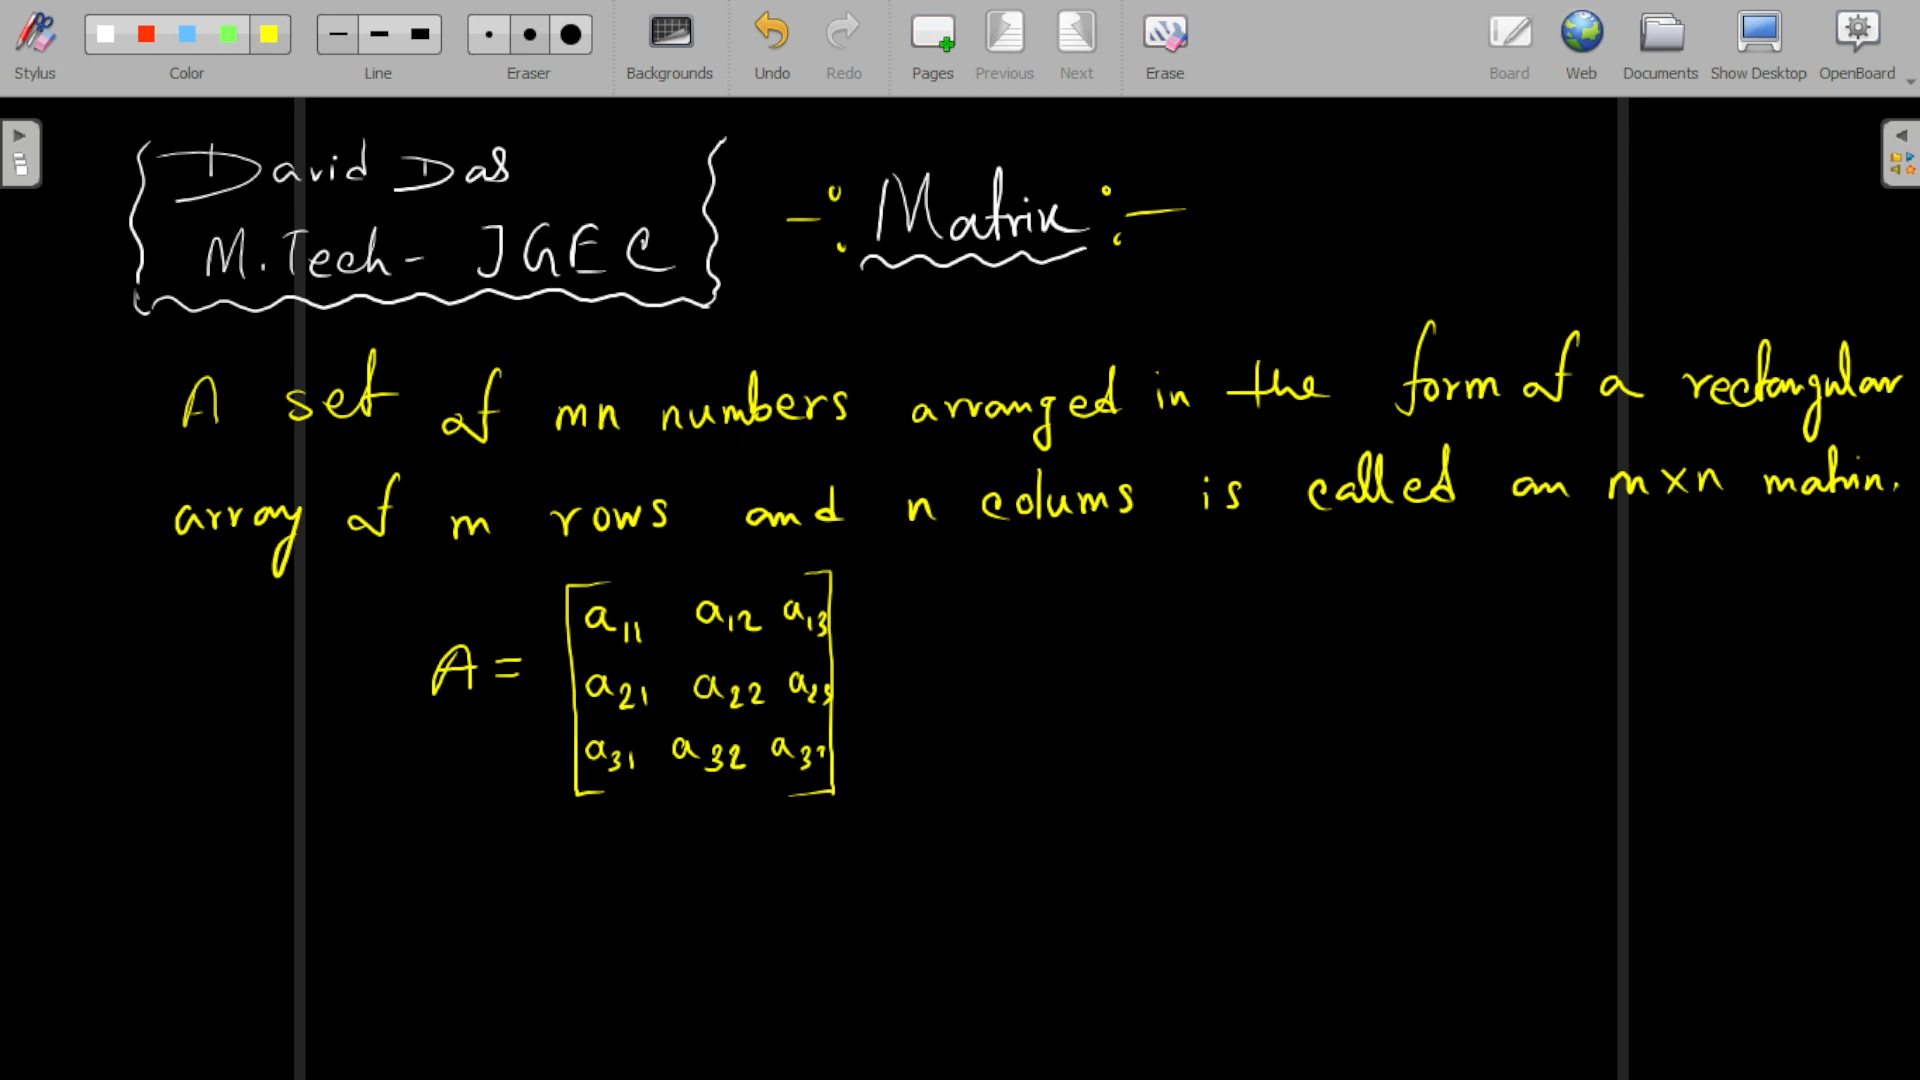 Stylus Color Line Eraser Backgrounds Undo Redo Pages Previous Next Erase Board Web Documents Show Desktop OpenBoard
David Das
M.Tech- JGEC
-: Matrix :-
A set of mn numbers arranged in the form of a rectangular
array of m rows and n colums is called an m×n matrix.
A = [a11 a12 a13
a21 a22 a23
a31 a32 a33]